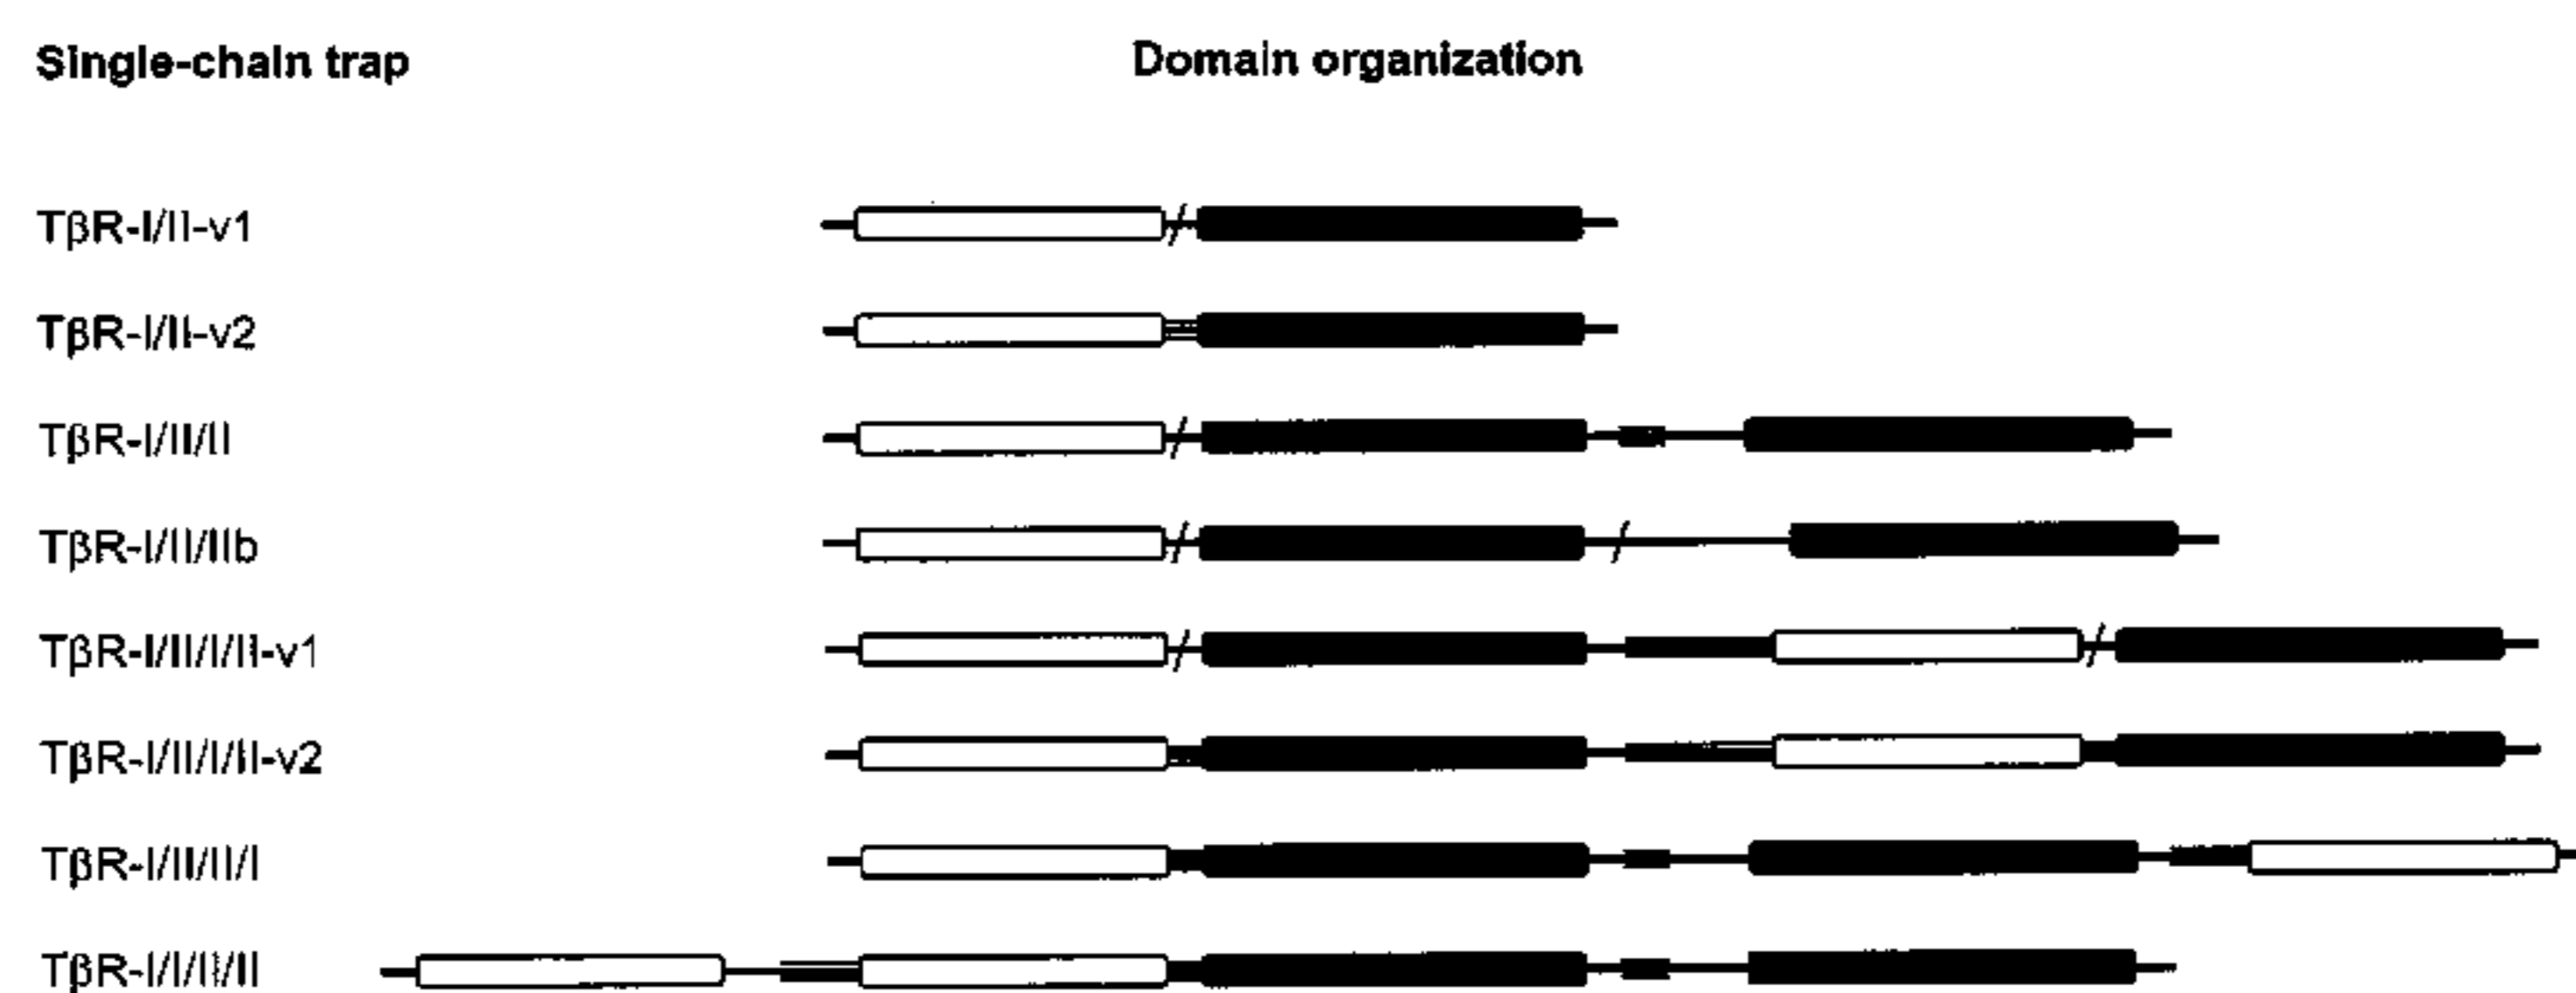 Single-chain trap Domain organization
TβR-I/II-v1
TβR-I/II-v2
TβR-I/II/II
TβR-I/II/IIb
TβR-I/II/I/II-v1
TβR-I/II/I/II-v2
TβR-I/II/II/I
TβR-I/I/II/II